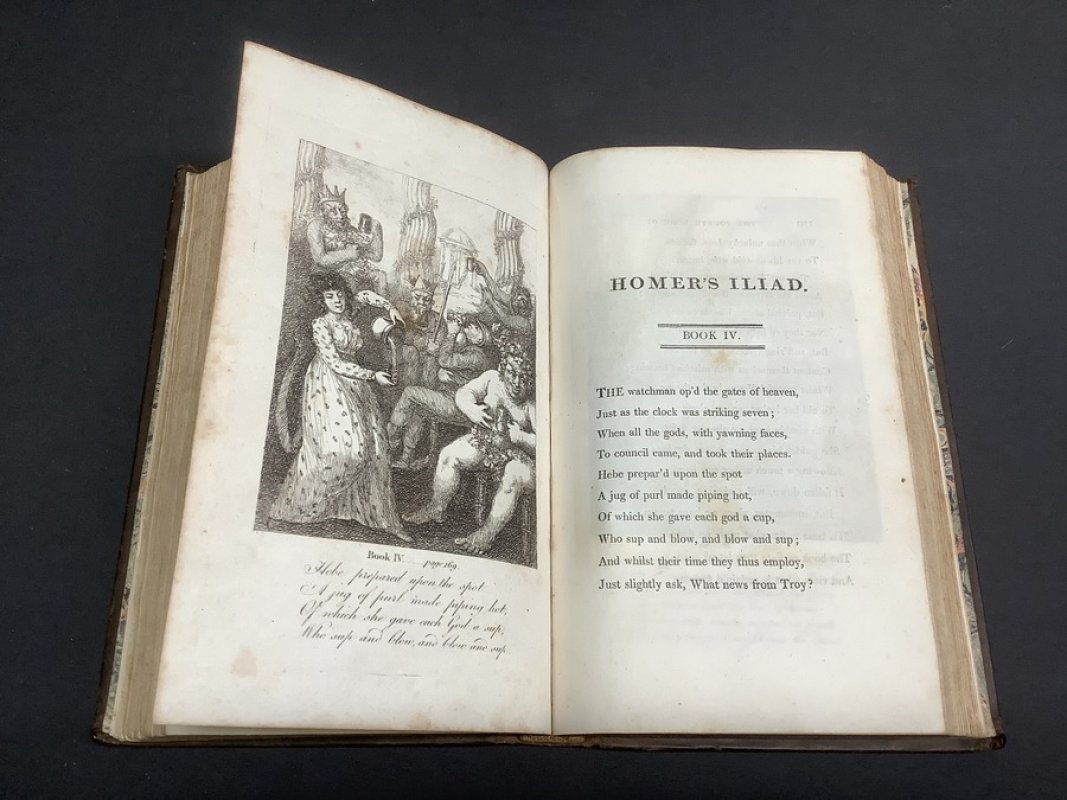 Book IV. page 169.
Hebe prepared upon the spot
A jug of purl made piping hot,
Of which she gave each God a sup,
Who sup and blow, and blow and sup.
HOMER'S ILIAD.
BOOK IV.
THE watchman op'd the gates of heaven,
Just as the clock was striking seven;
When all the gods, with yawning faces,
To council came, and took their places.
Hebe prepar'd upon the spot
A jug of purl made piping hot,
Of which she gave each god a cup,
Who sup and blow, and blow and sup;
And whilst their time they thus employ,
Just slightly ask, What news from Troy?